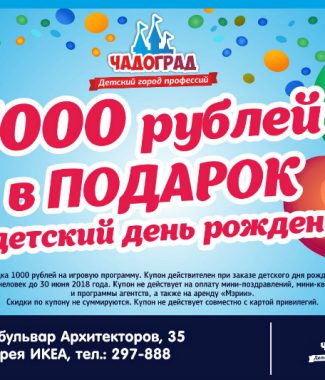 ЧАДОГРАД
Детский город профессий
000 рублей
в ПОДАРОК
детский день рожден
дка 1000 рублей на игровую программу. Купон действителен при заказе детского дня рожд
человек до 30 июня 2018 года. Купон не действует на оплату мини-поздравлений, мини-кв
и программы агентств, а также на аренду «Мэрии».
Скидки по купону не суммируются. Купон не действует совместно с картой привилегий.
бульвар Архитекторов, 35
рея ИКЕА, тел.: 297-888